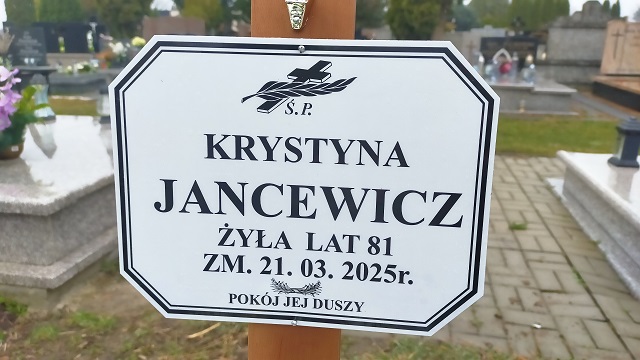 Ś.P.
KRYSTYNA
JANCEWICZ
ŻYŁA LAT 81
ZM. 21. 03. 2025r.
POKÓJ JEJ DUSZY